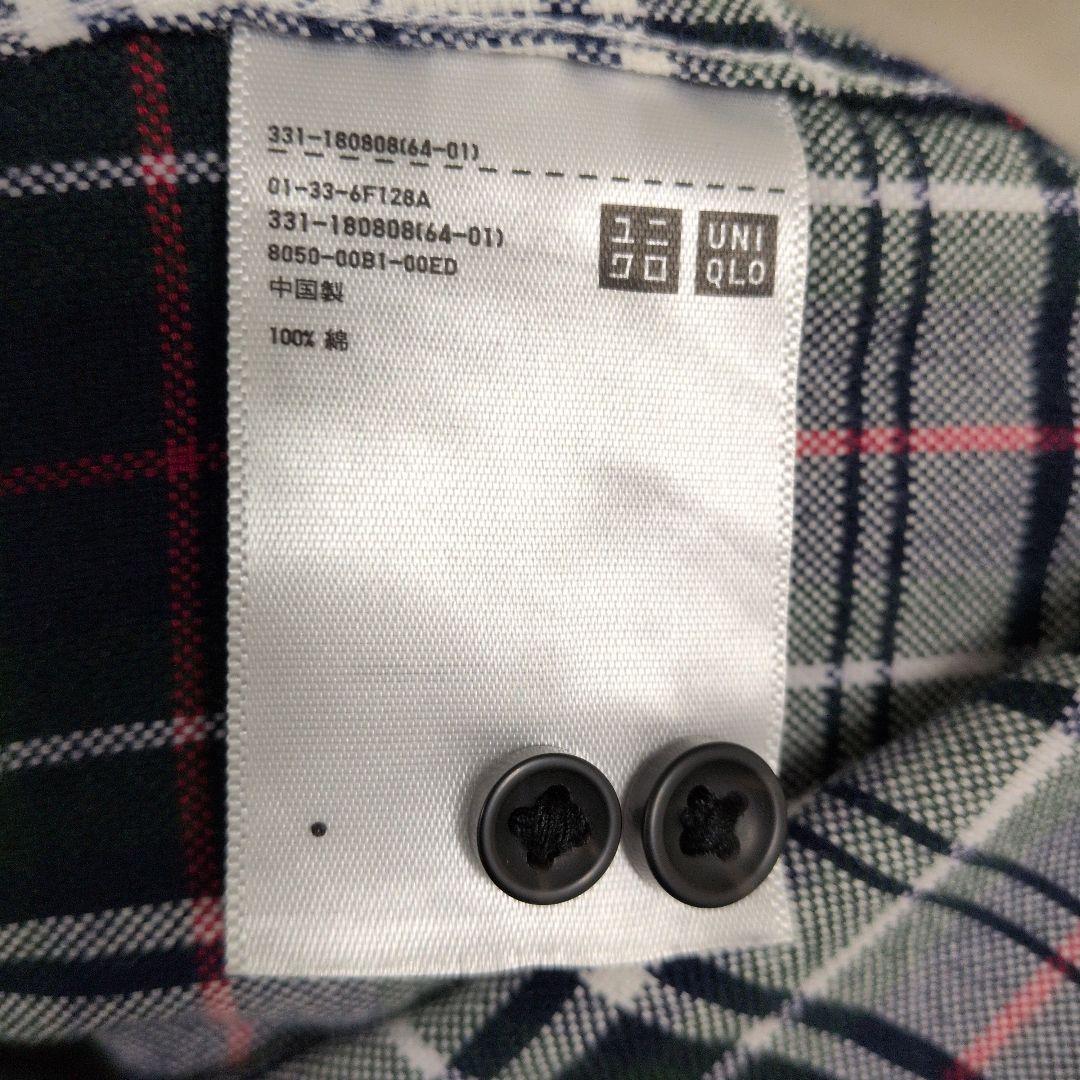 331-180808(64-01)
01-33-6F128A
331-180808(64-01)
8050-00B1-00ED
中国製
100% 綿
ユニ
クロ
UNI
QLO